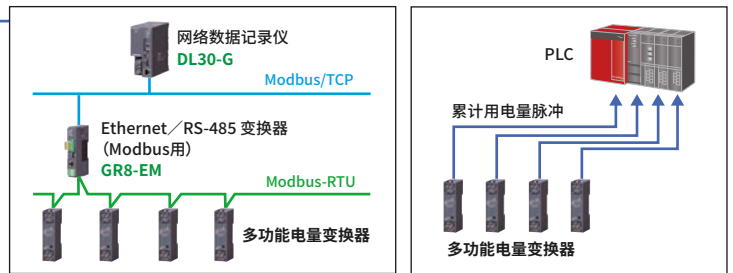 网络数据记录仪
DL30-G
Modbus/TCP
Ethernet／RS-485 变换器
（Modbus用）
GR8-EM
Modbus-RTU
多功能电量变换器
PLC
累计用电量脉冲
多功能电量变换器